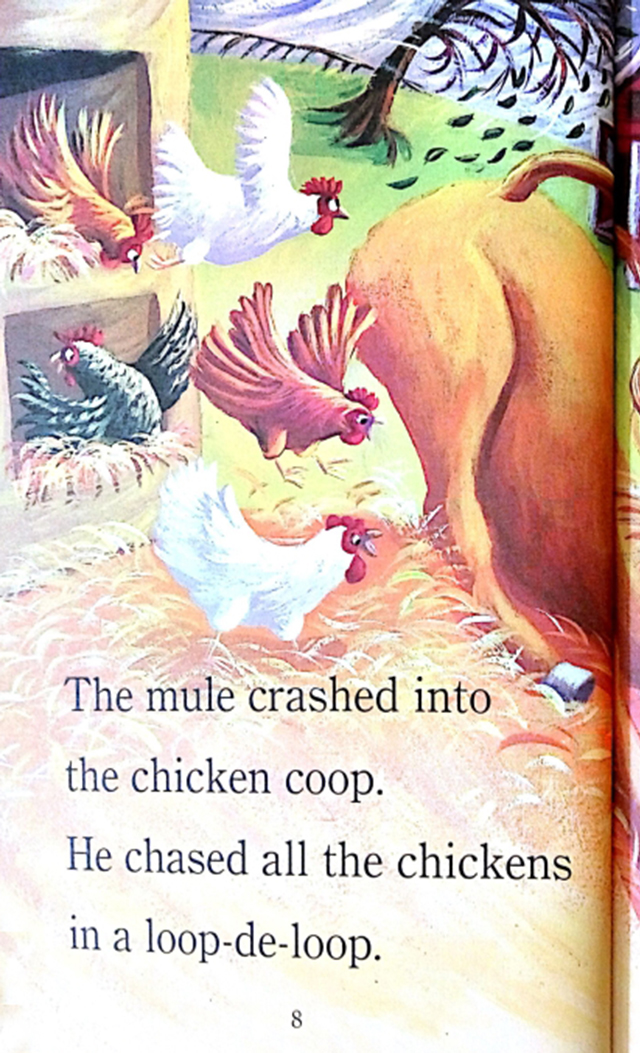 The mule crashed into
the chicken coop.
He chased all the chickens
in a loop-de-loop.
8